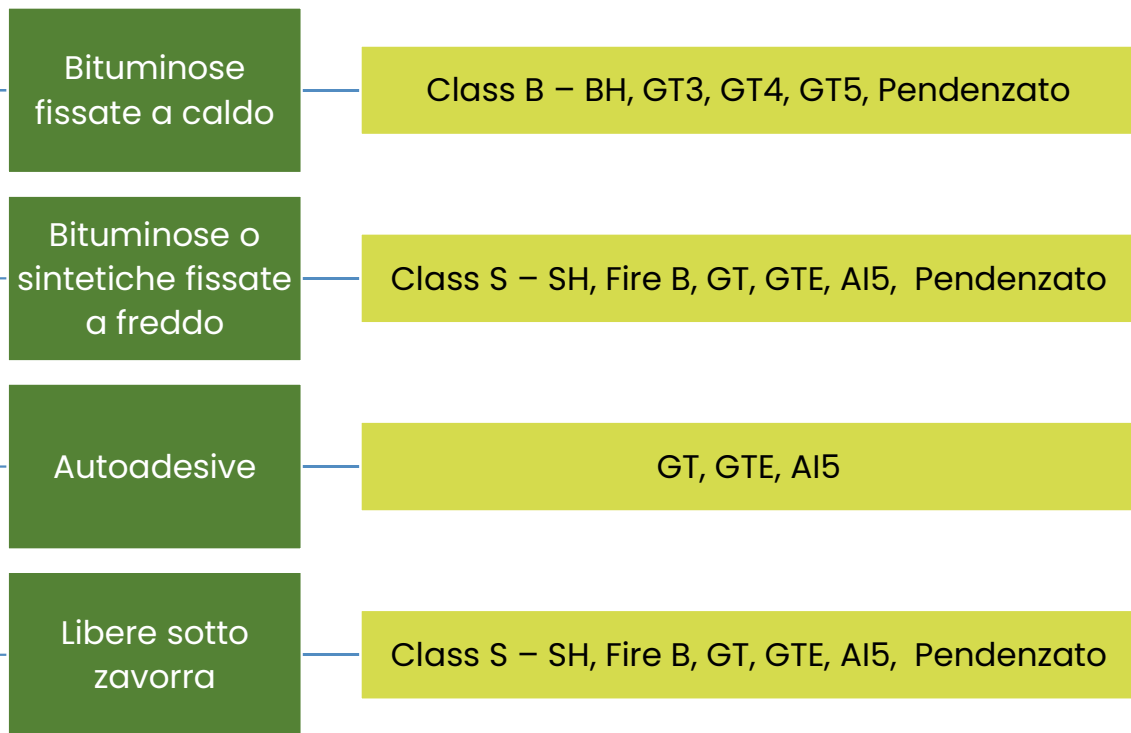 Bituminose
fissate a caldo
Class B – BH, GT3, GT4, GT5, Pendenzato
Bituminose o
sintetiche fissate
a freddo
Class S – SH, Fire B, GT, GTE, AI5, Pendenzato
Autoadesive
GT, GTE, AI5
Libere sotto
zavorra
Class S – SH, Fire B, GT, GTE, AI5, Pendenzato